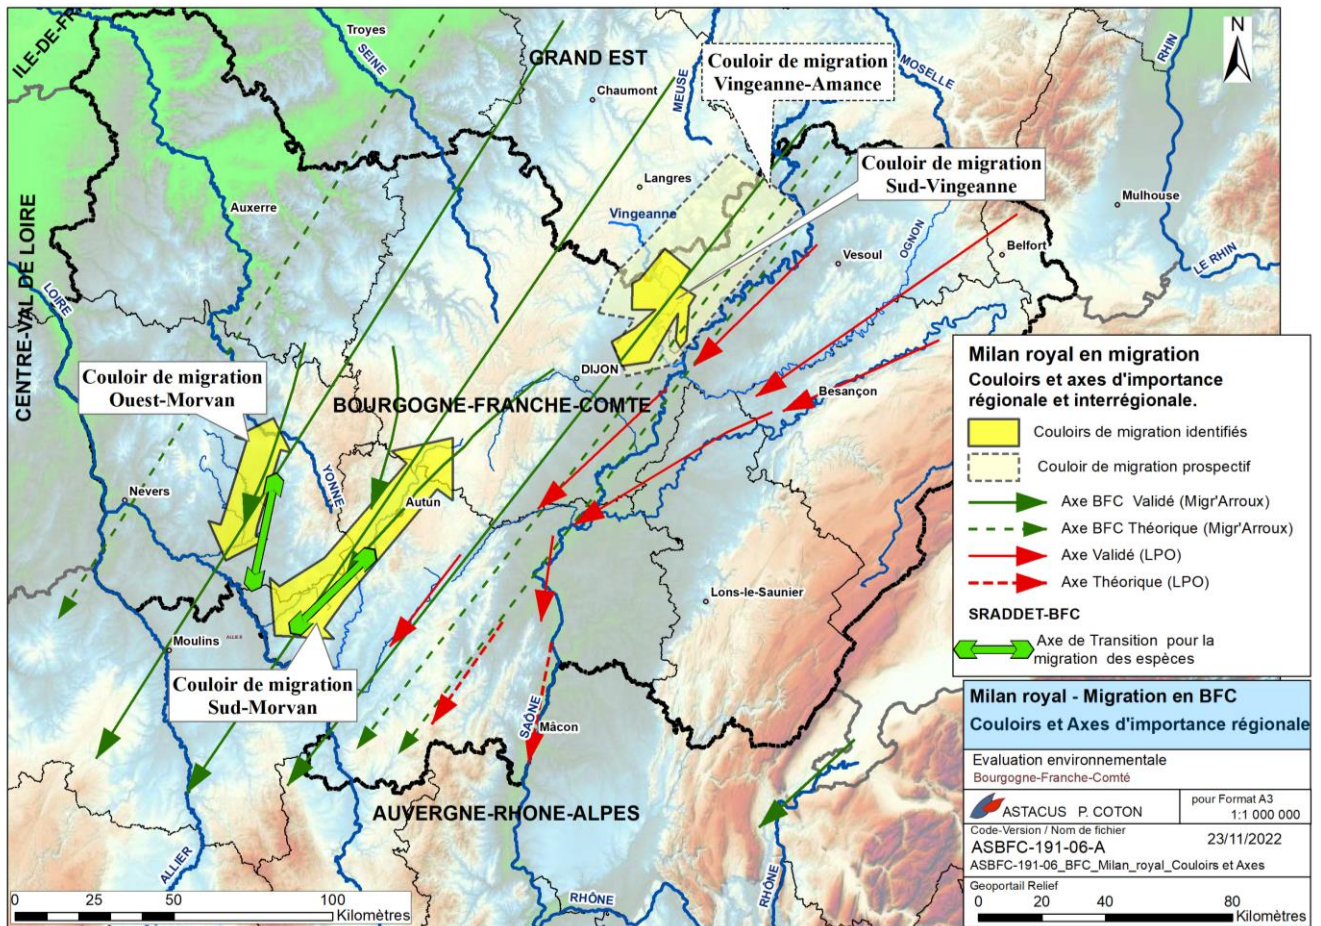 ILE-DE-FR
Troyes
SEINE
GRAND EST
Chaumont
MEUSE
Couloir de migration
Vingeanne-Amance
MOSELLE
RHIN
N
Langres
Vingeanne
Couloir de migration
Sud-Vingeanne
Mulhouse
Auxerre
CENTRE-VAL DE LOIRE
LOIRE
Vesoul
OGNON
Belfort
LE RHIN
Couloir de migration
Ouest-Morvan
DIJON
BOURGOGNE-FRANCHE-COMTE
Besançon
YONNE
Nevers
Autun
Lons-le-Saunier
Moulins
ALLIER
Couloir de migration
Sud-Morvan
SAÔNE
Mâcon
AUVERGNE-RHONE-ALPES
ALLIER
RHÔNE
RHÔNE
Milan royal en migration
Couloirs et axes d'importance
régionale et interrégionale.
Couloirs de migration identifiés
Couloir de migration prospectif
Axe BFC Validé (Migr'Arroux)
Axe BFC Théorique (Migr'Arroux)
Axe Validé (LPO)
Axe Théorique (LPO)
SRADDET-BFC
Axe de Transition pour la
migration des espèces
Milan royal - Migration en BFC
Couloirs et Axes d'importance régionale
Evaluation environnementale
Bourgogne-Franche-Comté
ASTACUS P. COTON
pour Format A3
1:1 000 000
Code-Version / Nom de fichier
ASBFC-191-06-A
23/11/2022
ASBFC-191-06_BFC_Milan_royal_Couloirs et Axes
Geoportail Relief
0 20 40 80
Kilomètres
0 25 50 100
Kilomètres